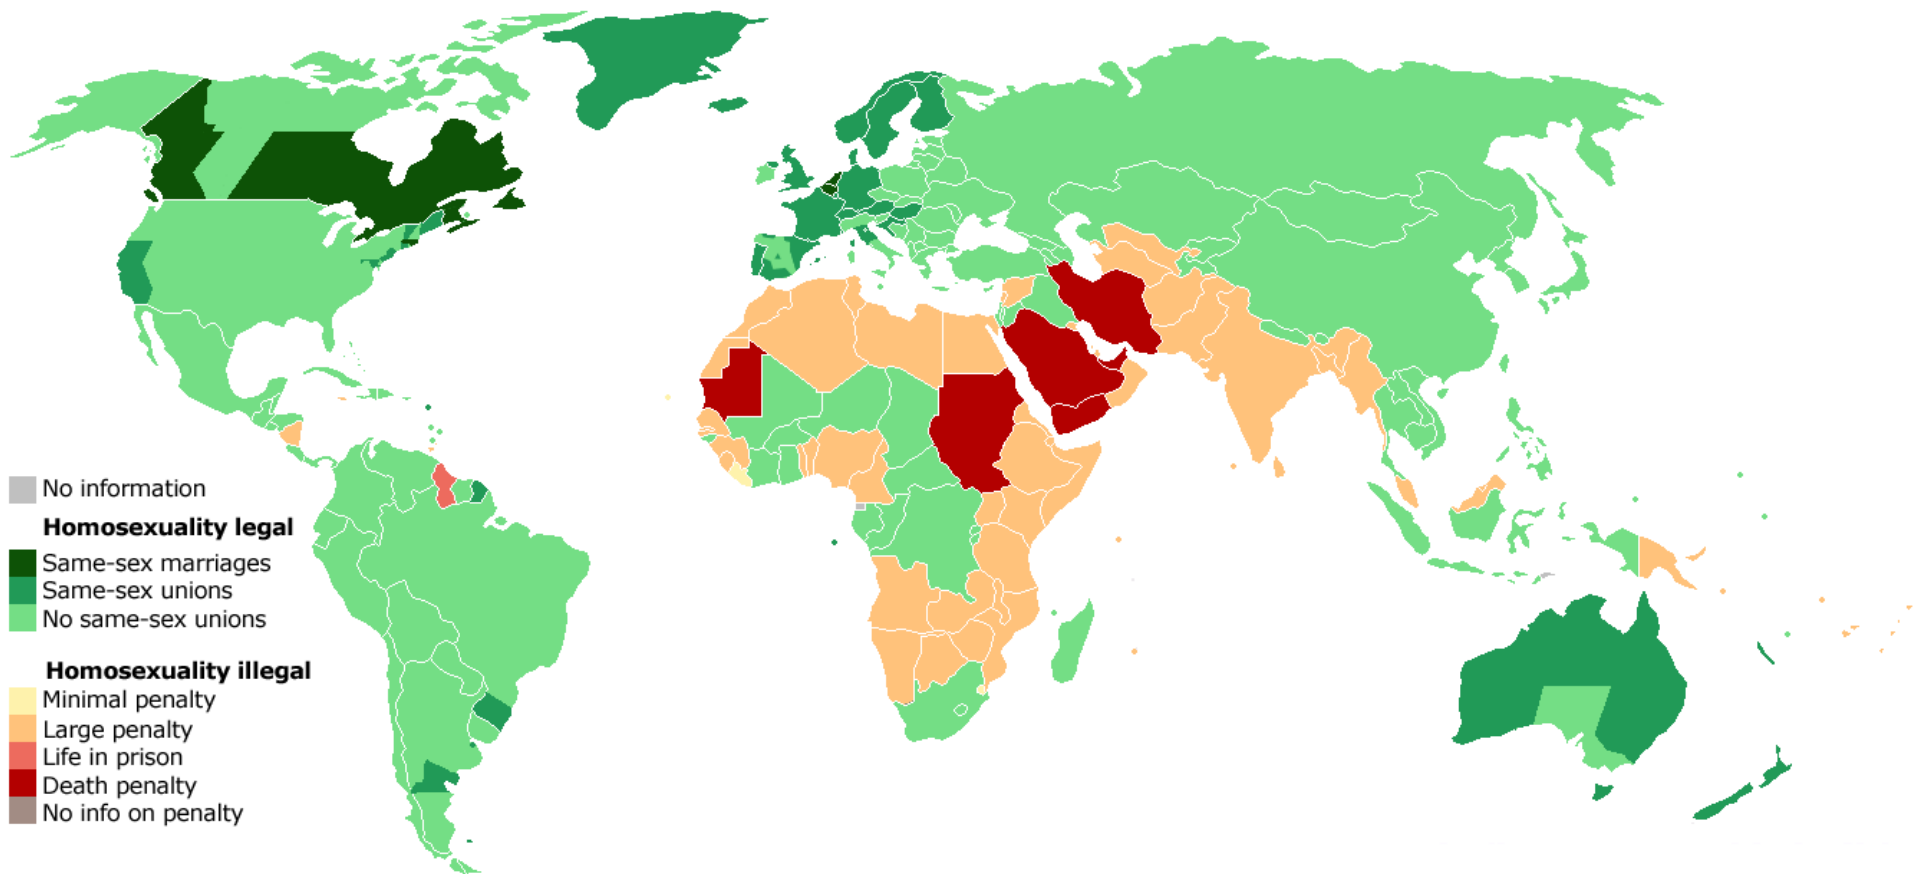 No information
Homosexuality legal
Same-sex marriages
Same-sex unions
No same-sex unions
Homosexuality illegal
Minimal penalty
Large penalty
Life in prison
Death penalty
No info on penalty